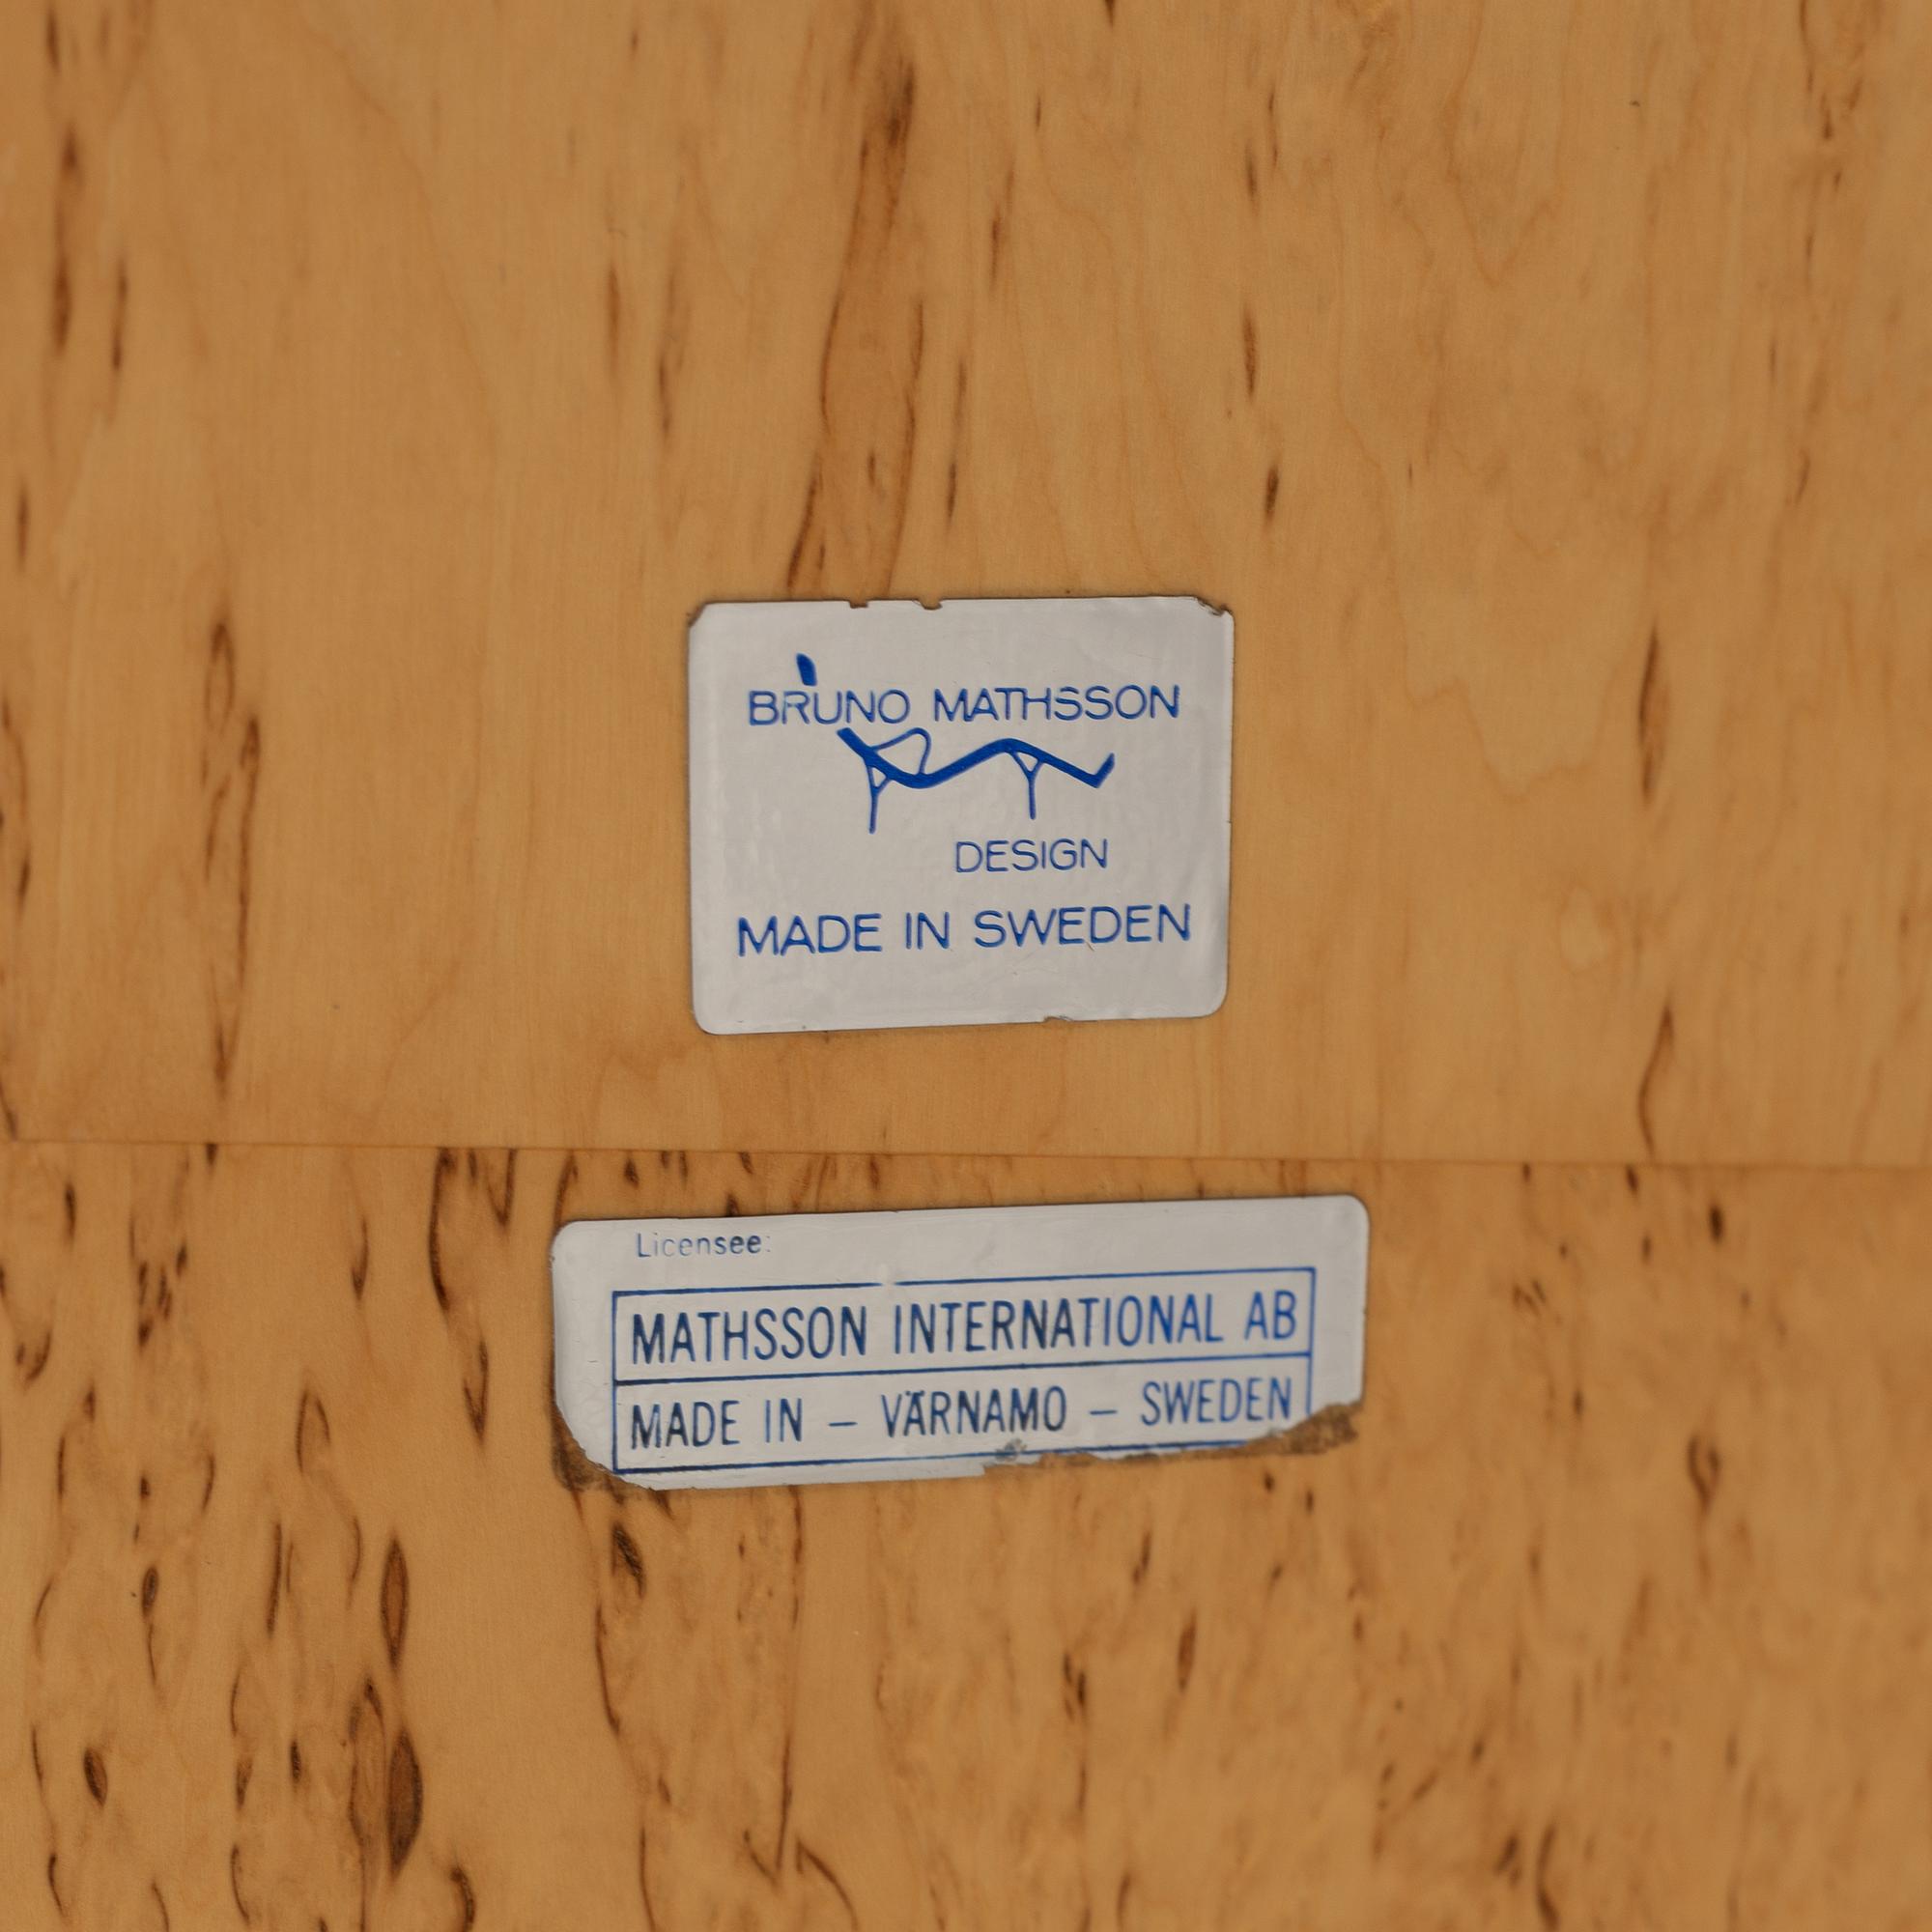 BRUNO MATHSSON
DESIGN
MADE IN SWEDEN
Licensee:
MATHSSON INTERNATIONAL AB
MADE IN – VÄRNAMO – SWEDEN